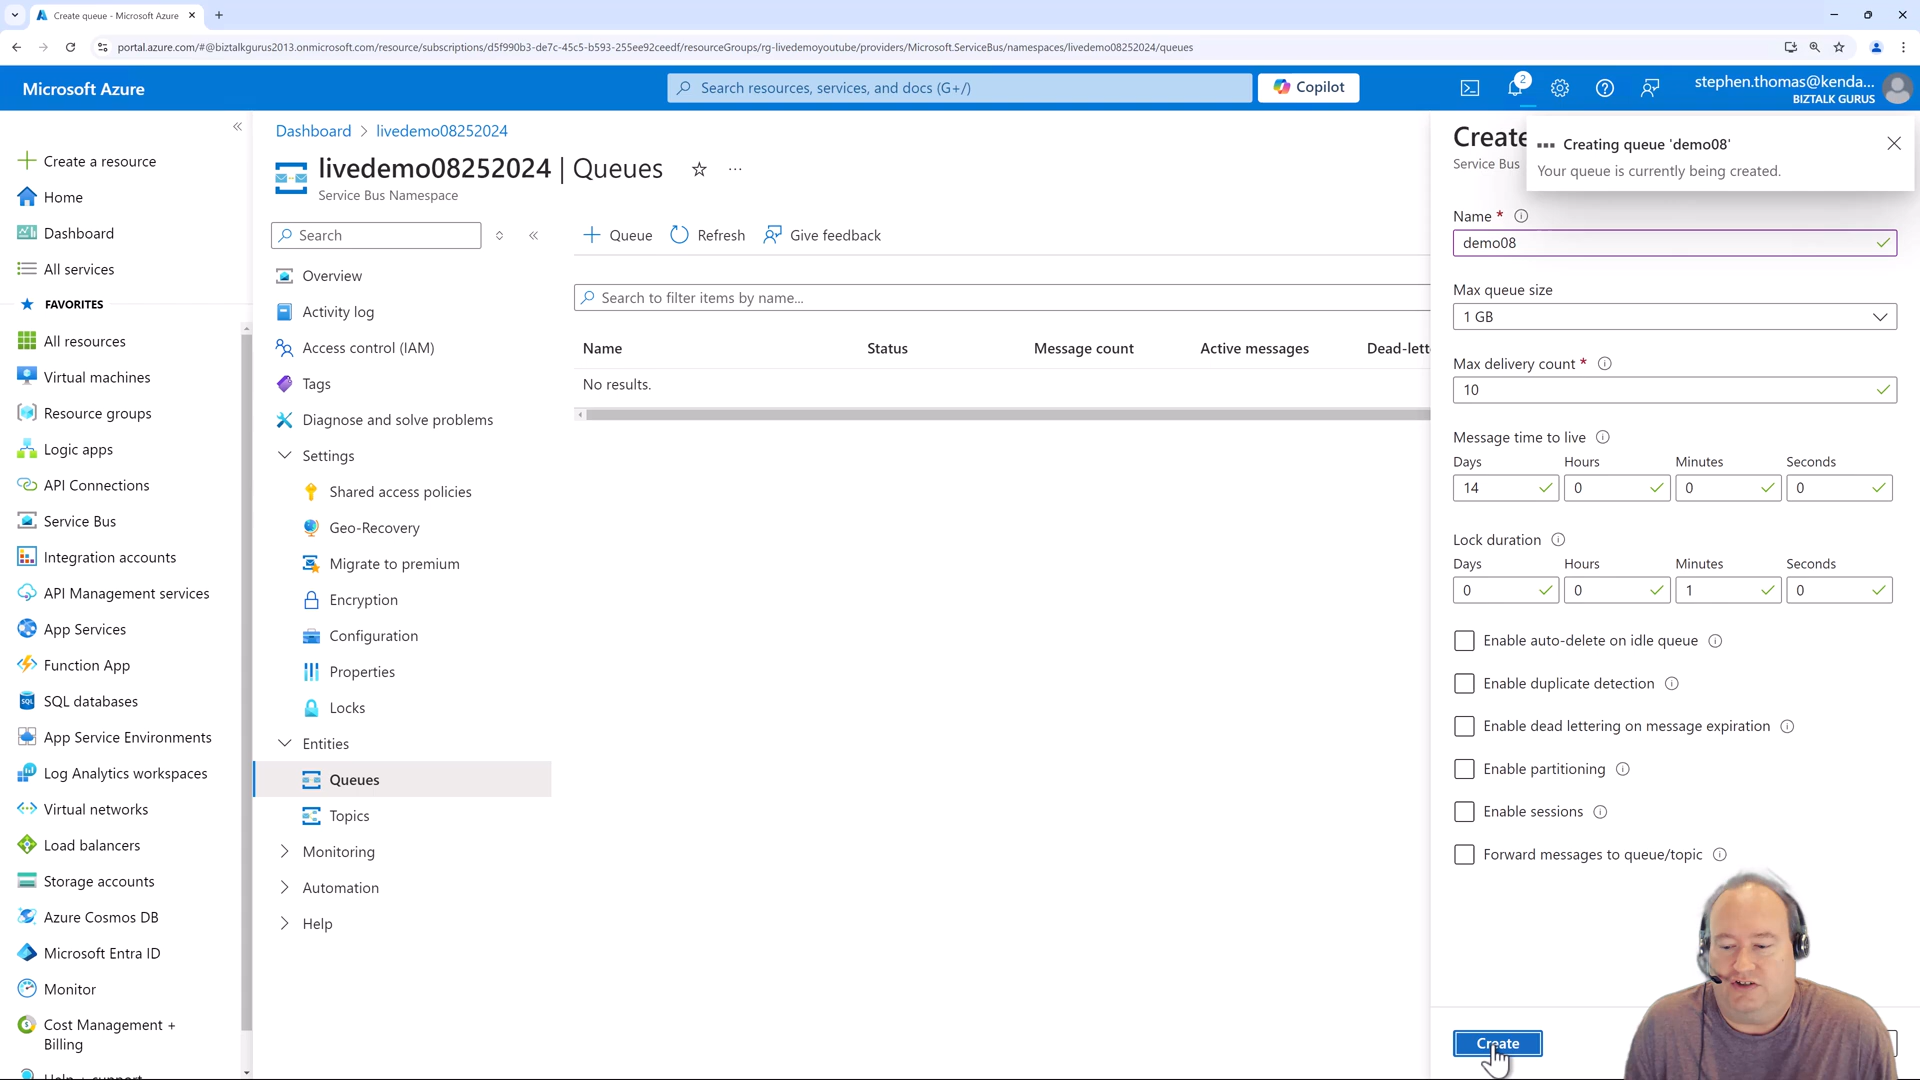 Create queue - Microsoft Azure
portal.azure.com/#@biztalkgurus2013.onmicrosoft.com/resource/subscriptions/d5f990b3-de7c-45c5-b593-255ee92ceedf/resourceGroups/rg-livedemoyoutube/providers/Microsoft.ServiceBus/namespaces/livedemo08252024/queues
Microsoft Azure
Search resources, services, and docs (G+/)
Copilot
2
stephen.thomas@kenda...
BIZTALK GURUS
Create a resource
Home
Dashboard
All services
FAVORITES
All resources
Virtual machines
Resource groups
Logic apps
API Connections
Service Bus
Integration accounts
API Management services
App Services
Function App
SQL databases
App Service Environments
Log Analytics workspaces
Virtual networks
Load balancers
Storage accounts
Azure Cosmos DB
Microsoft Entra ID
Monitor
Cost Management +
Billing
Help + support
Dashboard > livedemo08252024
livedemo08252024 | Queues
Service Bus Namespace
Search
Overview
Activity log
Access control (IAM)
Tags
Diagnose and solve problems
Settings
Shared access policies
Geo-Recovery
Migrate to premium
Encryption
Configuration
Properties
Locks
Entities
Queues
Topics
Monitoring
Automation
Help
Queue Refresh Give feedback
Search to filter items by name...
Name Status Message count Active messages Dead-lett
No results.
Create
Service Bus
Creating queue 'demo08'
Your queue is currently being created.
Name *
demo08
Max queue size
1 GB
Max delivery count *
10
Message time to live
Days Hours Minutes Seconds
14 0 0 0
Lock duration
Days Hours Minutes Seconds
0 0 1 0
Enable auto-delete on idle queue
Enable duplicate detection
Enable dead lettering on message expiration
Enable partitioning
Enable sessions
Forward messages to queue/topic
Create